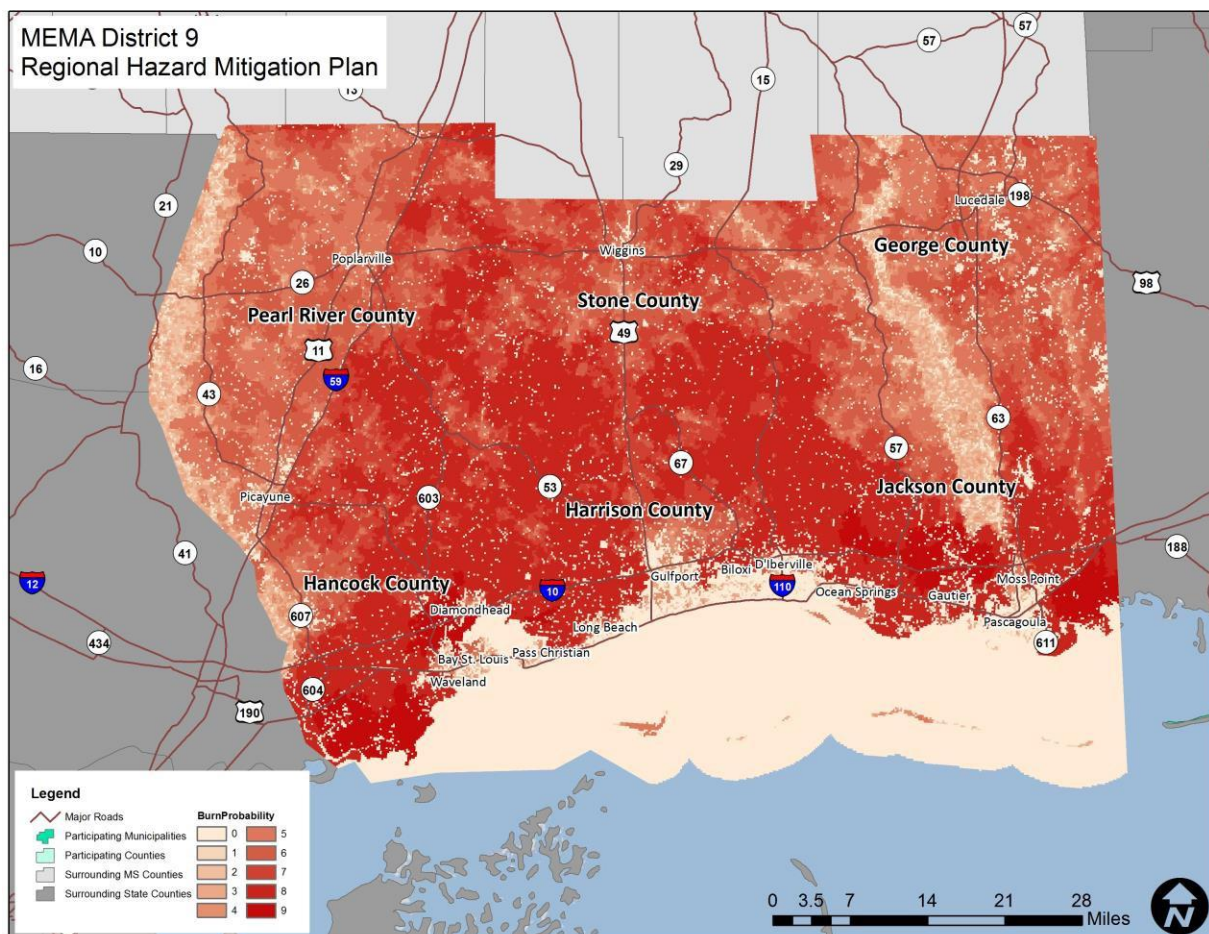 MEMA District 9
Regional Hazard Mitigation Plan
57
57
15
13
29
21
198
Lucedale
10
Wiggins
George County
Poplarville
26
98
Pearl River County
Stone County
49
11
16
59
43
63
57
67
Picayune
603
53
Jackson County
Harrison County
41
188
12
Hancock County
Gulfport
Biloxi
D'Iberville
110
10
Moss Point
Ocean Springs
Gautier
Diamondhead
607
Long Beach
Pascagoula
434
611
Pass Christian
Bay St. Louis
Waveland
604
190
Legend
Major Roads
Participating Municipalities
Participating Counties
Surrounding MS Counties
Surrounding State Counties
BurnProbability
0
1
2
3
4
5
6
7
8
9
0 3.5 7 14 21 28
Miles
N